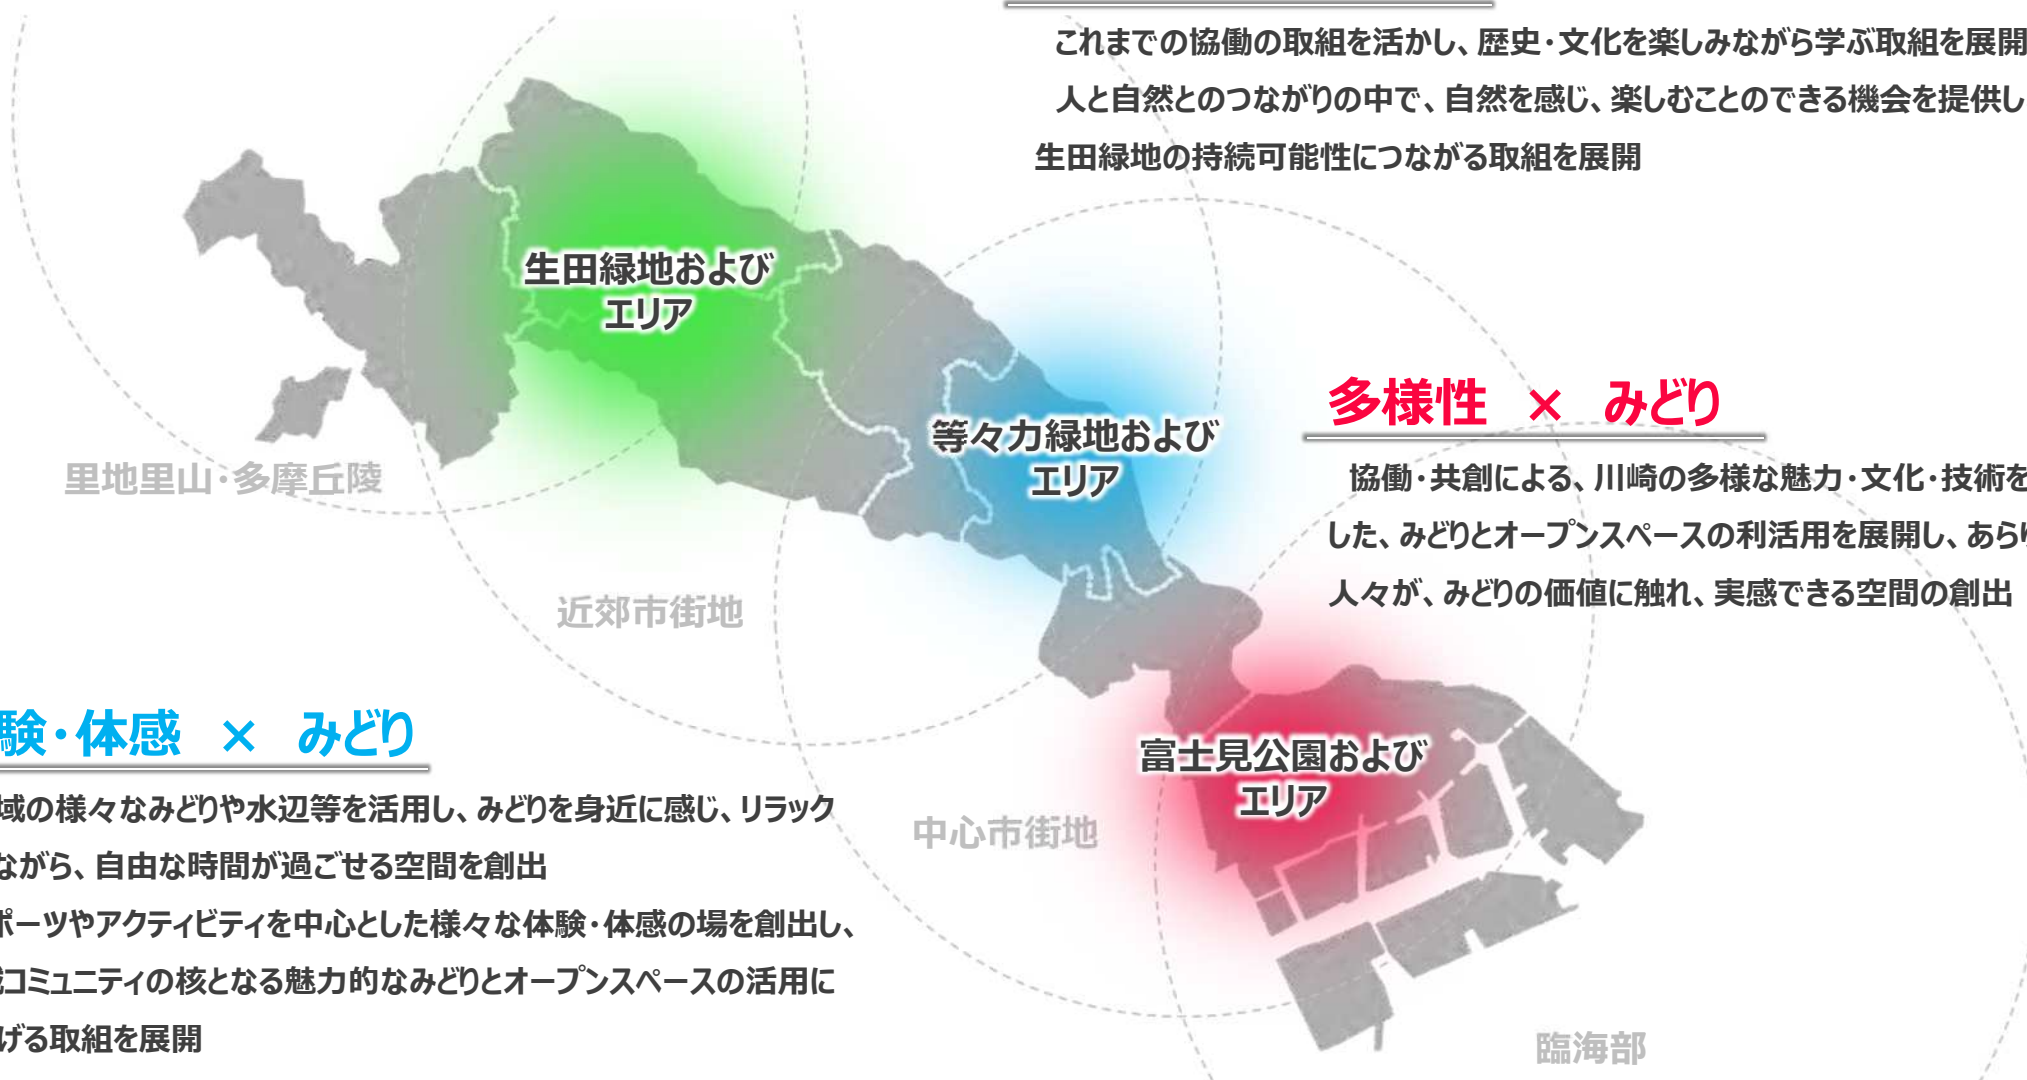 これまでの協働の取組を活かし、歴史・文化を楽しみながら学ぶ取組を展開
人と自然とのつながりの中で、自然を感じ、楽しむことのできる機会を提供し
生田緑地の持続可能性につながる取組を展開
生田緑地および
エリア
多様性 × みどり
等々力緑地および
エリア
協働・共創による、川崎の多様な魅力・文化・技術を
した、みどりとオープンスペースの利活用を展開し、あら
人々が、みどりの価値に触れ、実感できる空間の創出
里地里山・多摩丘陵
近郊市街地
験・体感 × みどり
域の様々なみどりや水辺等を活用し、みどりを身近に感じ、リラック
ながら、自由な時間が過ごせる空間を創出
ポーツやアクティビティを中心とした様々な体験・体感の場を創出し、
コミュニティの核となる魅力的なみどりとオープンスペースの活用に
げる取組を展開
富士見公園および
エリア
中心市街地
臨海部